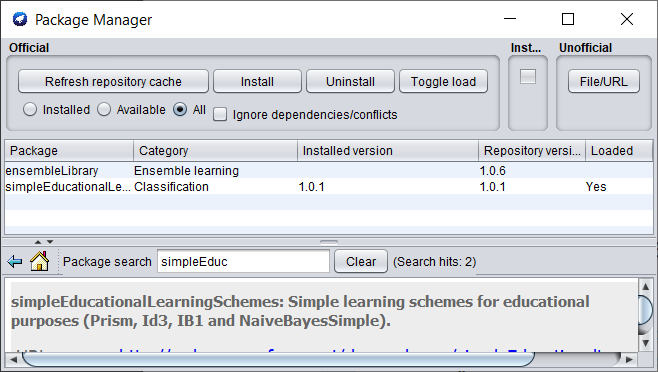 Package Manager
Official
Inst...
Unofficial
Refresh repository cache
Install
Uninstall
Toggle load
File/URL
Installed
Available
All
Ignore dependencies/conflicts
Package Category Installed version Repository versi... Loaded
ensembleLibrary Ensemble learning 1.0.6
simpleEducationalLe... Classification 1.0.1 1.0.1 Yes
Package search simpleEduc Clear (Search hits: 2)
simpleEducationalLearningSchemes: Simple learning schemes for educational
purposes (Prism, Id3, IB1 and NaiveBayesSimple).